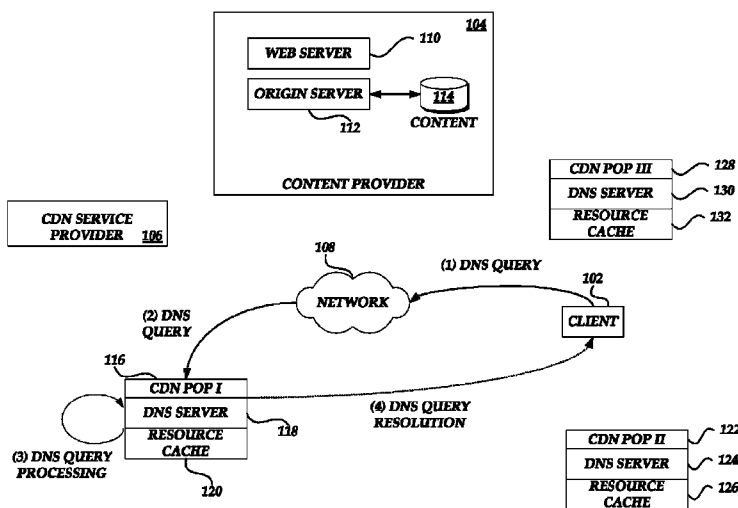 104
WEB SERVER
110
ORIGIN SERVER
114
112
CONTENT
CONTENT PROVIDER
CDN POP III
128
DNS SERVER
130
RESOURCE
CACHE
132
CDN SERVICE
PROVIDER
106
108
(1) DNS QUERY
NETWORK
102
CLIENT
(2) DNS
QUERY
116
CDN POP I
DNS SERVER
118
RESOURCE
CACHE
120
(3) DNS QUERY
PROCESSING
(4) DNS QUERY
RESOLUTION
CDN POP II
122
DNS SERVER
124
RESOURCE
CACHE
126